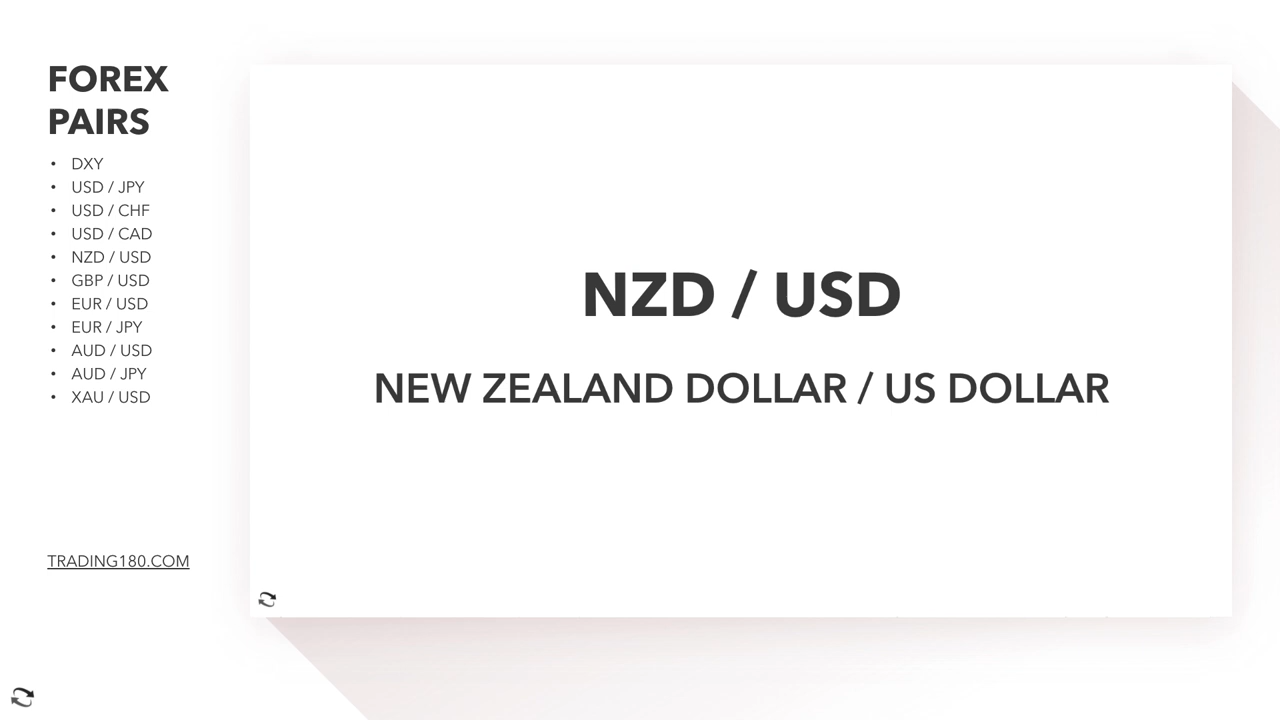 FOREX
PAIRS
• DXY
• USD / JPY
• USD / CHF
• USD / CAD
• NZD / USD
• GBP / USD
• EUR / USD
• EUR / JPY
• AUD / USD
• AUD / JPY
• XAU / USD
TRADING180.COM
NZD / USD
NEW ZEALAND DOLLAR / US DOLLAR